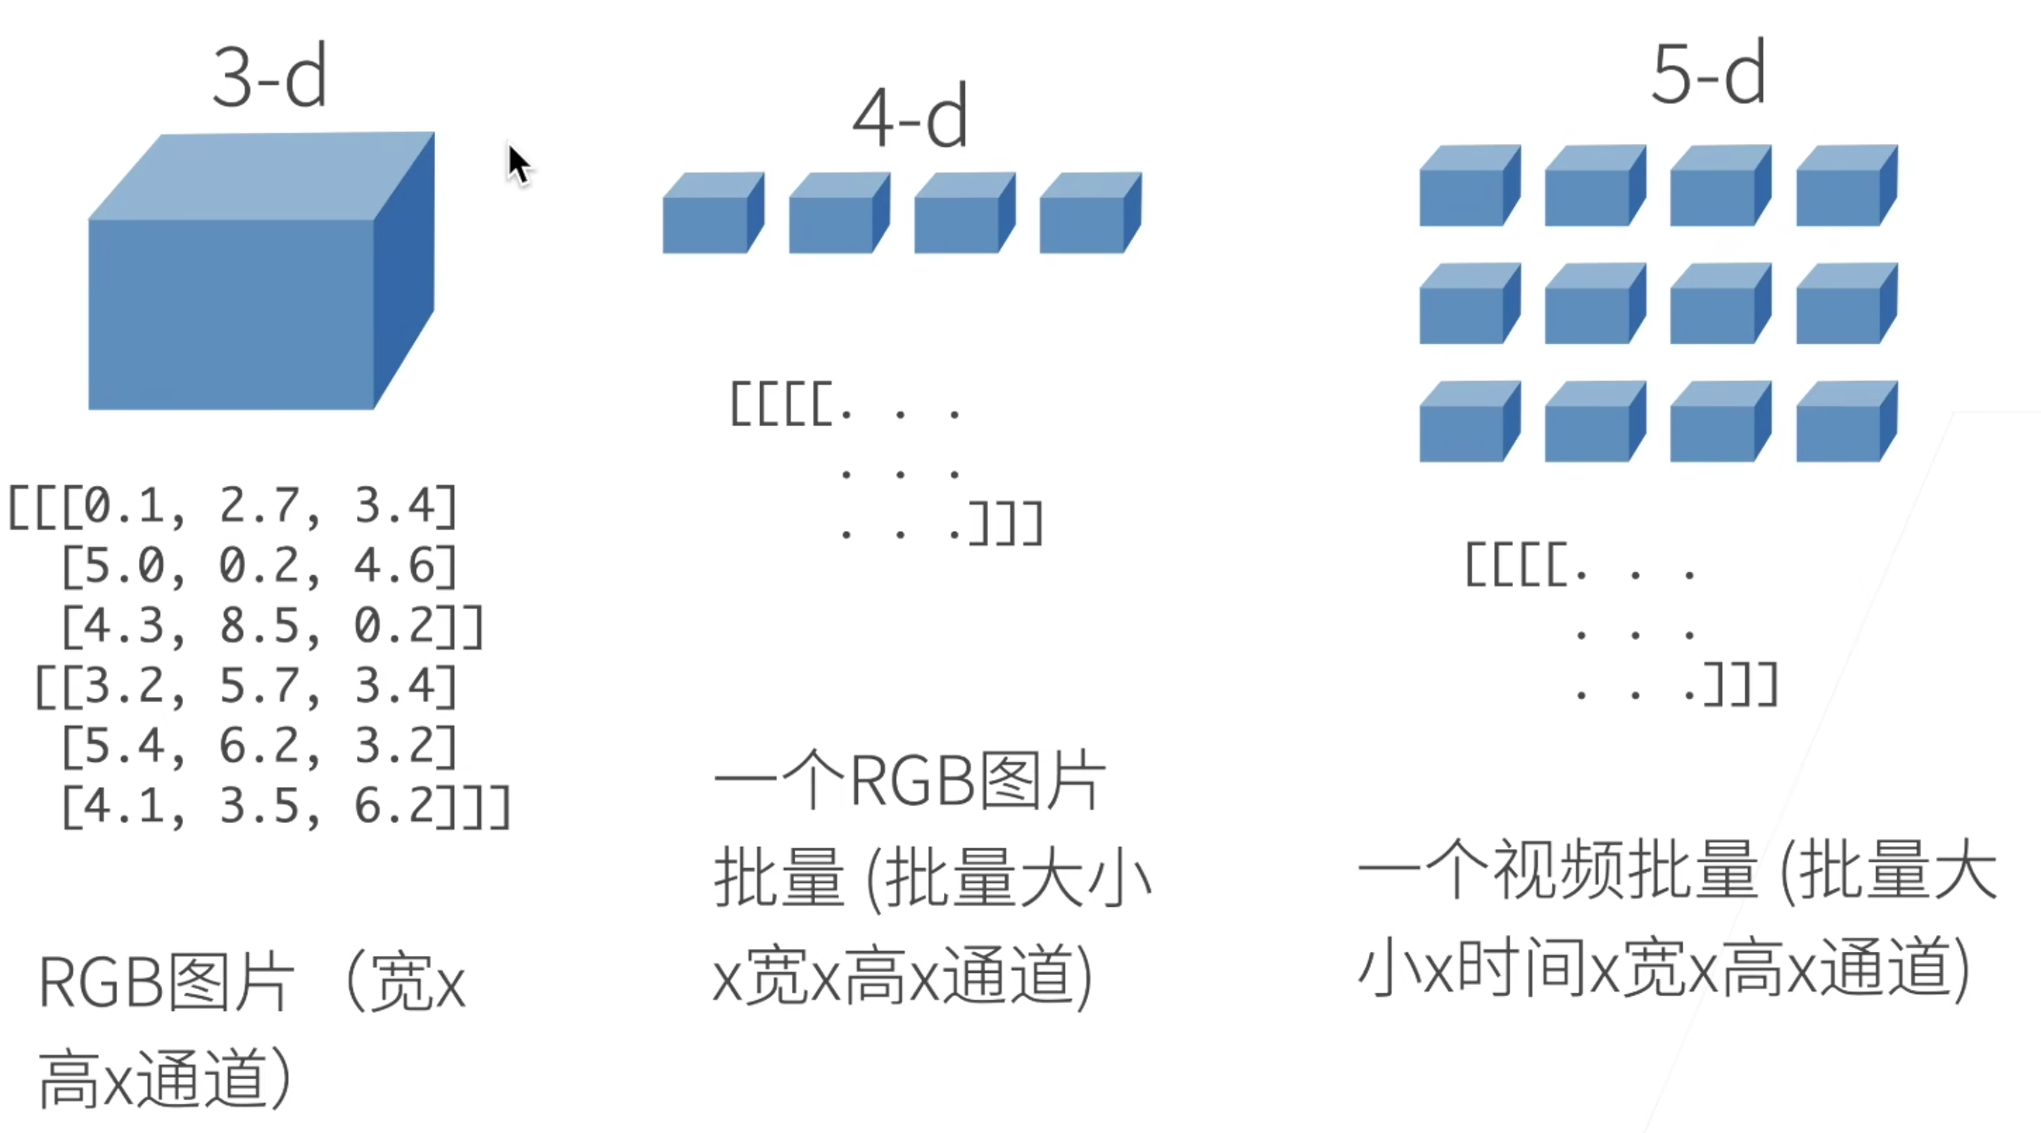 3-d
[[[0.1, 2.7, 3.4]
[5.0, 0.2, 4.6]
[4.3, 8.5, 0.2]]
[[3.2, 5.7, 3.4]
[5.4, 6.2, 3.2]
[4.1, 3.5, 6.2]]]
RGB图片（宽x
高x通道）
4-d
[[[[. . .
. . .
. . .]]]
一个RGB图片
批量 (批量大小
x宽x高x通道)
5-d
[[[[. . .
. . .
. . .]]]
一个视频批量 (批量大
小x时间x宽x高x通道)